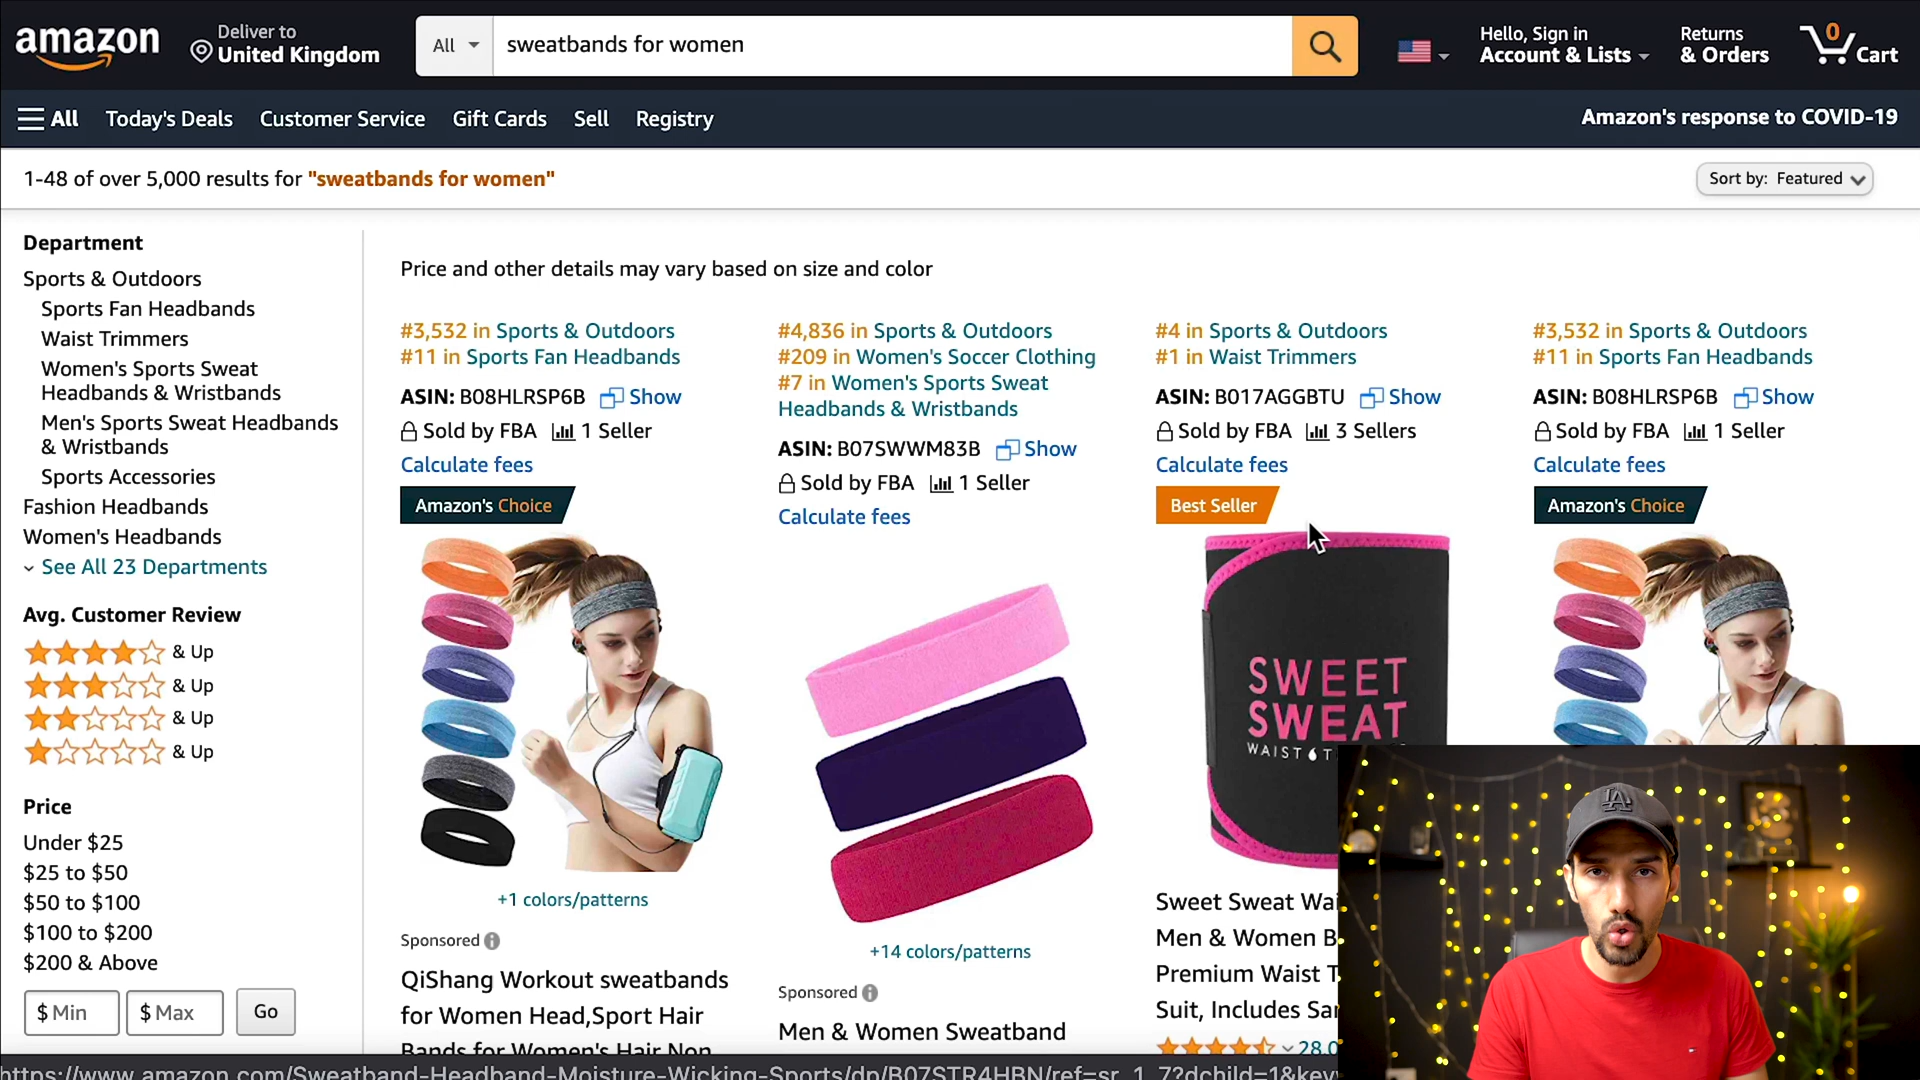 amazon
Deliver to
United Kingdom
All
sweatbands for women
Hello, Sign in
Account & Lists
Returns
& Orders
0
Cart
All
Today's Deals
Customer Service
Gift Cards
Sell
Registry
Amazon's response to COVID-19
1-48 of over 5,000 results for "sweatbands for women"
Sort by: Featured
Department
Sports & Outdoors
Sports Fan Headbands
Waist Trimmers
Women's Sports Sweat
Headbands & Wristbands
Men's Sports Sweat Headbands
& Wristbands
Sports Accessories
Fashion Headbands
Women's Headbands
See All 23 Departments
Avg. Customer Review
& Up
& Up
& Up
& Up
Price
Under $25
$25 to $50
$50 to $100
$100 to $200
$200 & Above
$ Min
$ Max
Go
Price and other details may vary based on size and color
#3,532 in Sports & Outdoors
#11 in Sports Fan Headbands
ASIN: B08HLRSP6B Show
Sold by FBA 1 Seller
Calculate fees
Amazon's Choice
+1 colors/patterns
Sponsored
QiShang Workout sweatbands
for Women Head,Sport Hair
Bands for Women's Hair Non
#4,836 in Sports & Outdoors
#209 in Women's Soccer Clothing
#7 in Women's Sports Sweat
Headbands & Wristbands
ASIN: B07SWWM83B Show
Sold by FBA 1 Seller
Calculate fees
+14 colors/patterns
Sponsored
Men & Women Sweatband
#4 in Sports & Outdoors
#1 in Waist Trimmers
ASIN: B017AGGBTU Show
Sold by FBA 3 Sellers
Calculate fees
Best Seller
SWEET
SWEAT
WAIST
Sweet Sweat Wai
Men & Women B
Premium Waist T
Suit, Includes Sa
28,0
#3,532 in Sports & Outdoors
#11 in Sports Fan Headbands
ASIN: B08HLRSP6B Show
Sold by FBA 1 Seller
Calculate fees
Amazon's Choice
LA
https://www.amazon.com/Sweatband-Headband-Moisture-Wicking-Sports/dp/B07STR4HBN/ref=sr_1_7?dchild=1&key